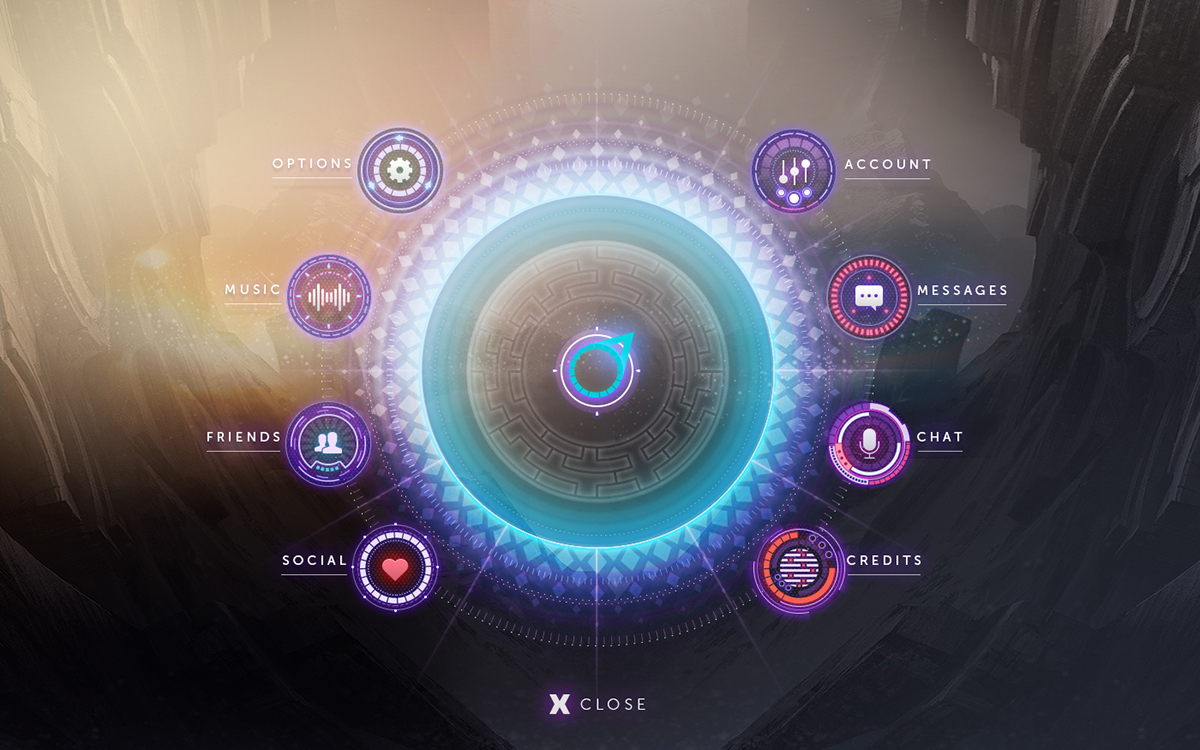 OPTIONS
ACCOUNT
MUSIC
MESSAGES
FRIENDS
CHAT
SOCIAL
CREDITS
X CLOSE